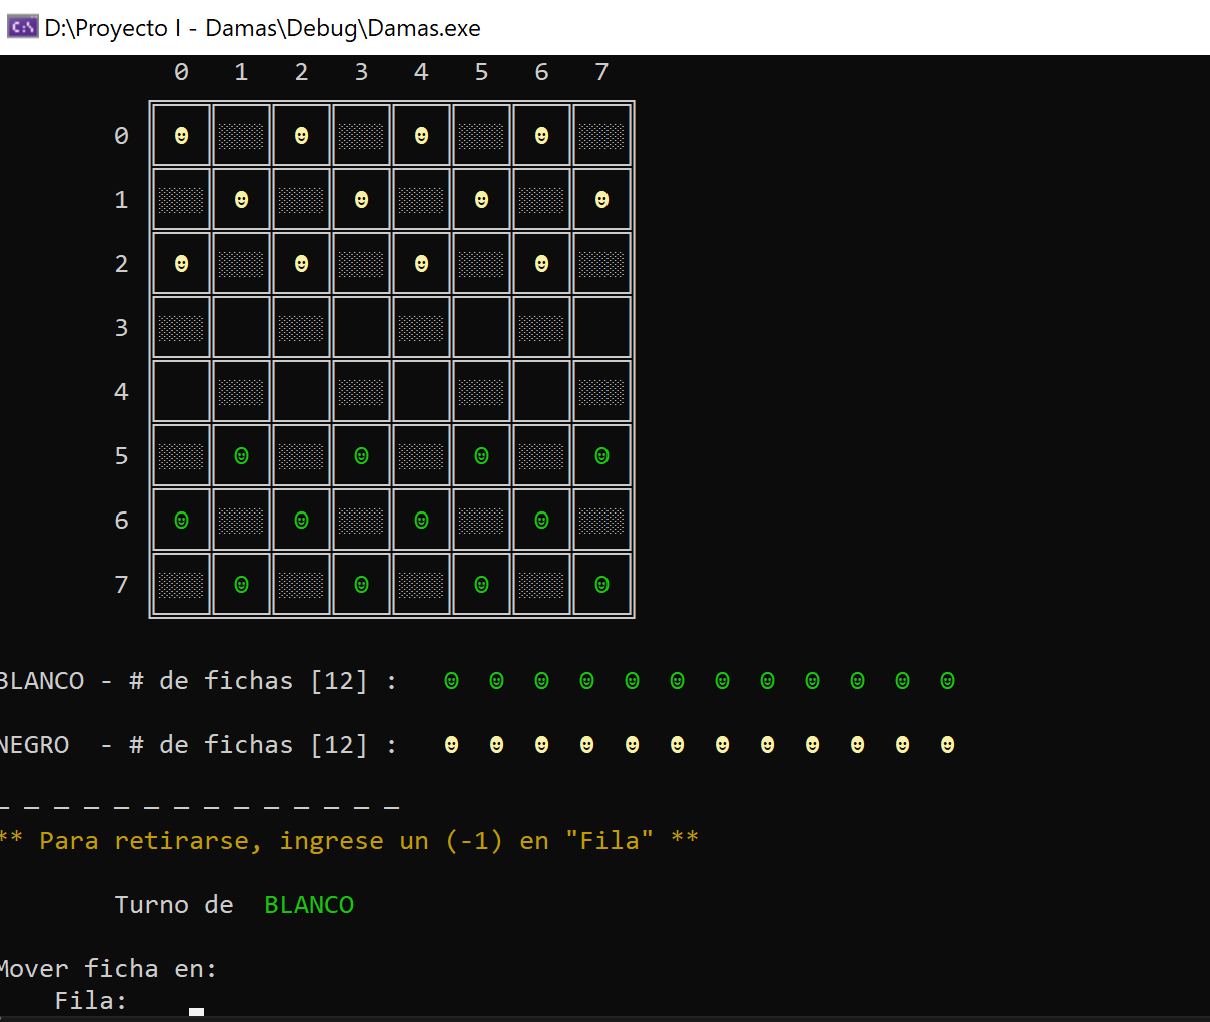 D:\Proyecto I - Damas\Debug\Damas.exe
0 1 2 3 4 5 6 7
0
1
2
3
4
5
6
7
BLANCO - # de fichas [12] :
NEGRO - # de fichas [12] :
** Para retirarse, ingrese un (-1) en "Fila" **
Turno de BLANCO
Mover ficha en:
Fila: